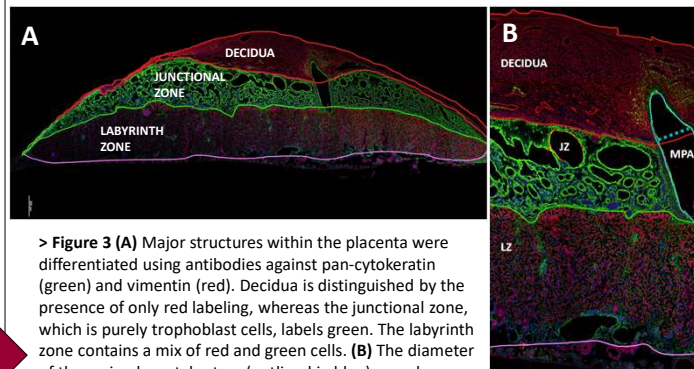 A
DECIDUA
JUNCTIONAL
ZONE
LABYRINTH
ZONE
B
DECIDUA
JZ
MPA
LZ
> Figure 3 (A) Major structures within the placenta were
differentiated using antibodies against pan-cytokeratin
(green) and vimentin (red). Decidua is distinguished by the
presence of only red labeling, whereas the junctional zone,
which is purely trophoblast cells, labels green. The labyrinth
zone contains a mix of red and green cells. (B) The diameter